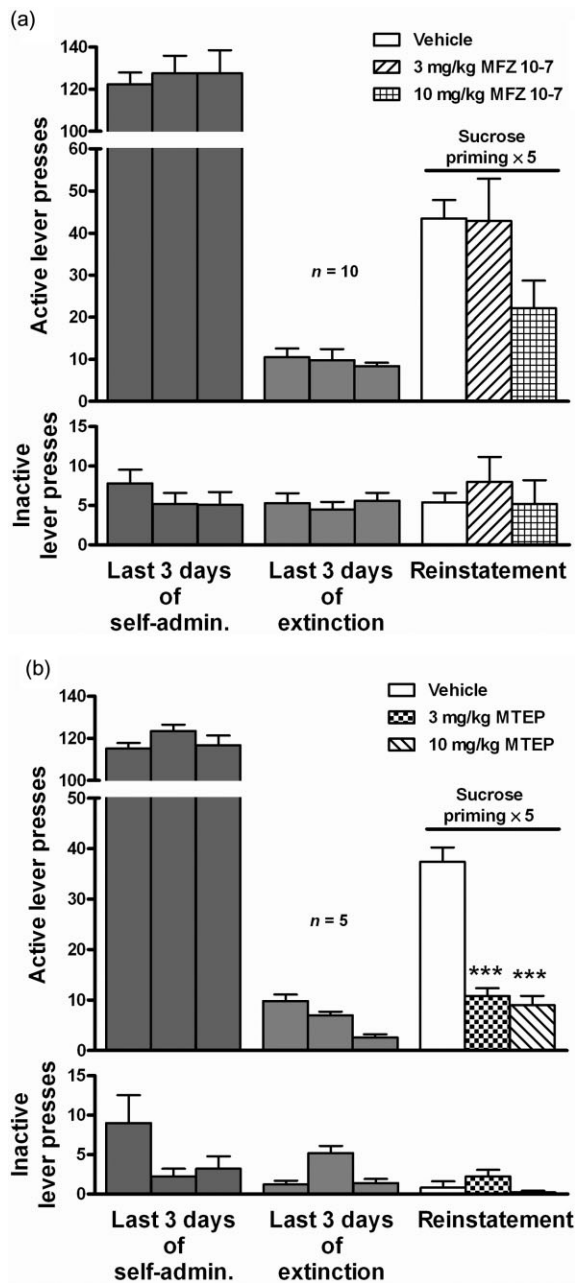 (a)
Vehicle
3 mg/kg MFZ 10-7
10 mg/kg MFZ 10-7
Sucrose
priming × 5
Active lever presses
140
120
100
60
50
40
30
20
10
0
n = 10
Inactive
lever presses
15
10
5
0
Last 3 days
of
self-admin.
Last 3 days
of
extinction
Reinstatement
(b)
Vehicle
3 mg/kg MTEP
10 mg/kg MTEP
Sucrose
priming × 5
Active lever presses
140
120
100
50
40
30
20
10
0
n = 5
*** ***
Inactive
lever presses
15
10
5
0
Last 3 days
of
self-admin.
Last 3 days
of
extinction
Reinstatement